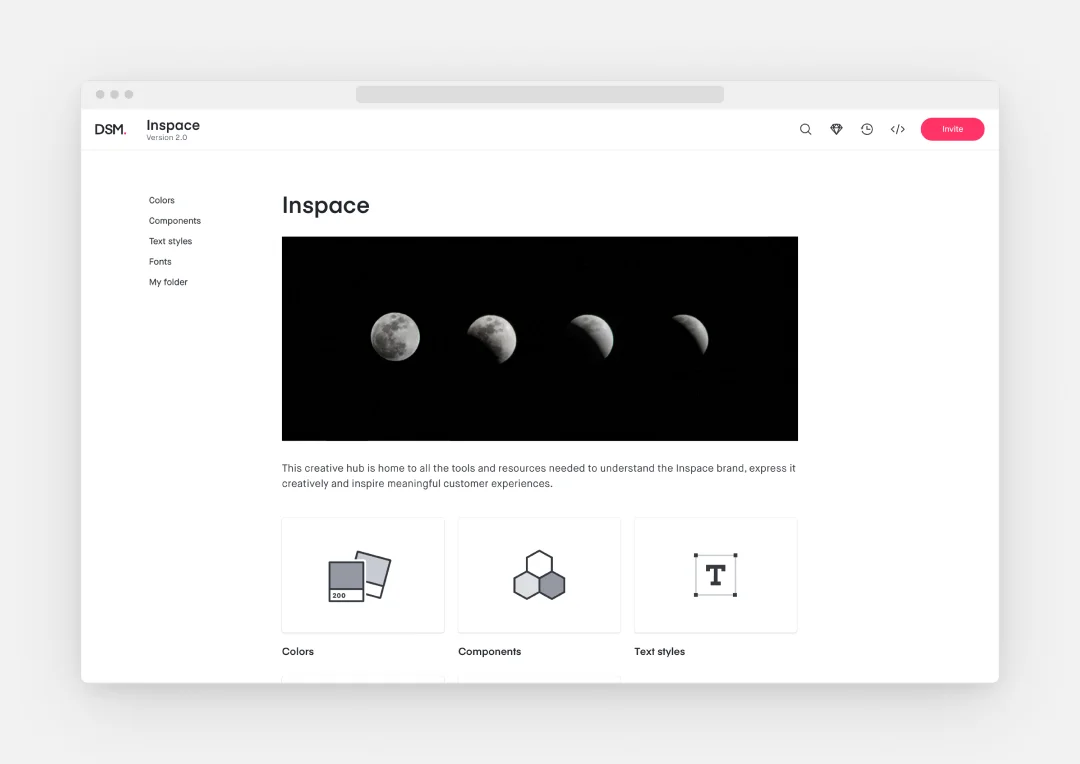 DSM.
Inspace
Version 2.0
Invite
Colors
Components
Text styles
Fonts
My folder
Inspace
This creative hub is home to all the tools and resources needed to understand the Inspace brand, express it
creatively and inspire meaningful customer experiences.
200
T
Colors
Components
Text styles